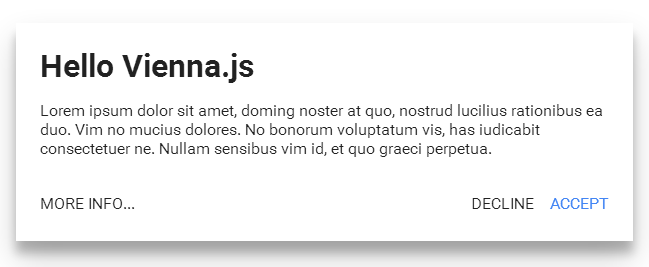 Hello Vienna.js
Lorem ipsum dolor sit amet, doming noster at quo, nostrud lucilius rationibus ea
duo. Vim no mucius dolores. No bonorum voluptatum vis, has iudicabit
consectetuer ne. Nullam sensibus vim id, et quo graeci perpetua.
MORE INFO... DECLINE ACCEPT